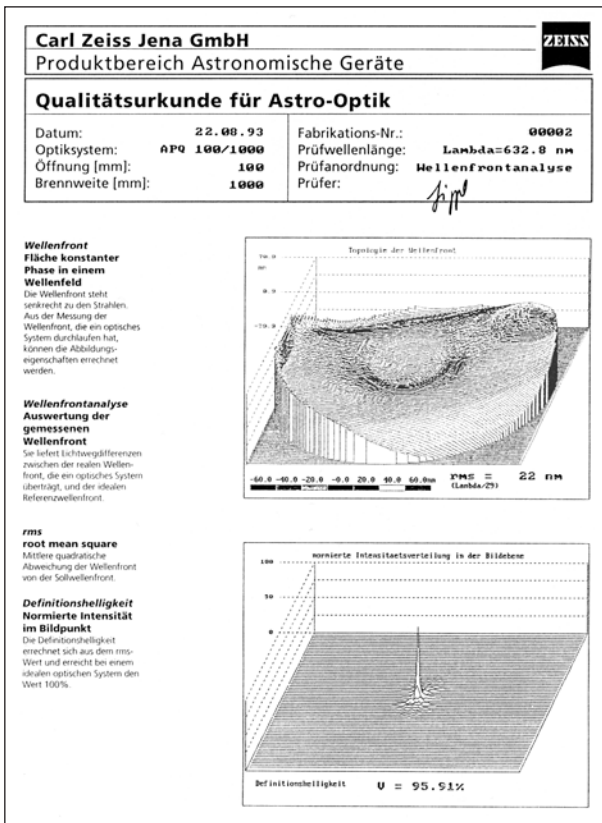 Carl Zeiss Jena GmbH
ZEISS
Produktbereich Astronomische Geräte
Qualitätsurkunde für Astro-Optik
Datum: 22.08.93
Optiksystem: APQ 100/1000
Öffnung [mm]: 100
Brennweite [mm]: 1000
Fabrikations-Nr.: 00002
Prüfwellenlänge: Lambda=632.8 nm
Prüfanordnung: Wellenfrontanalyse
Prüfer:
Wellenfront
Fläche konstanter
Phase in einem
Wellenfeld
Die Wellenfront steht
senkrecht zu den Strahlen.
Aus der Messung der
Wellenfront, die ein optisches
System durchlaufen hat,
können die Abbildungs-
eigenschaften errechnet
werden.
Wellenfrontanalyse
Auswertung der
gemessenen
Wellenfront
Sie liefert Lichtwegdifferenzen
zwischen der realen Wellen-
front, die ein optisches System
überträgt, und der idealen
Referenzwellenfront.
rms
root mean square
Mittlere quadratische
Abweichung der Wellenfront
von der Sollwellenfront.
Definitionshelligkeit
Normierte Intensität
im Bildpunkt
Die Definitionshelligkeit
errechnet sich aus dem rms-
Wert und erreicht bei einem
idealen optischen System den
Wert 100%.
Topologie der Wellenfront
70.0
nm
0.0
-70.0
-60.0 -40.0 -20.0 -0.0 20.0 40.0 60.0nm
rms = 22 nm
(Lambda/29)
normierte Intensitaetsverteilung in der Bildebene
100
50
0
Definitionshelligkeit V = 95.91%